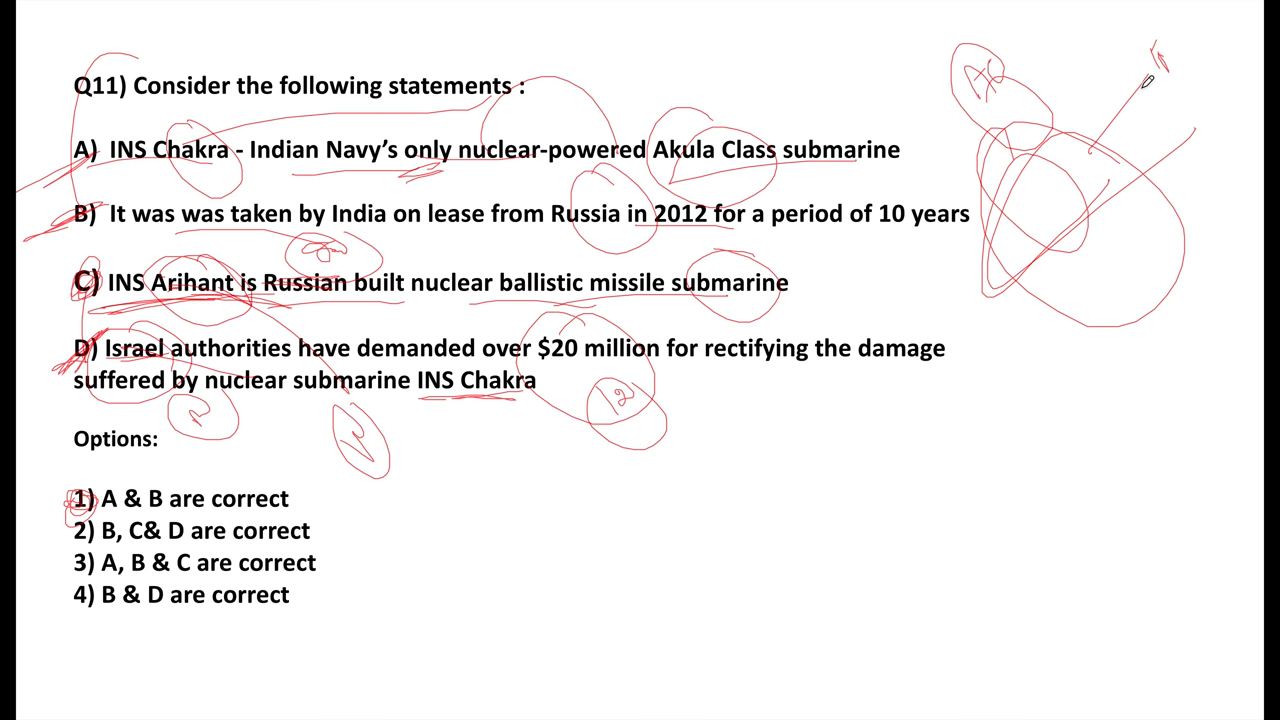 Q11) Consider the following statements :
A) INS Chakra - Indian Navy's only nuclear-powered Akula Class submarine
B) It was was taken by India on lease from Russia in 2012 for a period of 10 years
C) INS Arihant is Russian built nuclear ballistic missile submarine
D) Israel authorities have demanded over $20 million for rectifying the damage
suffered by nuclear submarine INS Chakra
12
Options:
1) A & B are correct
2) B, C& D are correct
3) A, B & C are correct
4) B & D are correct